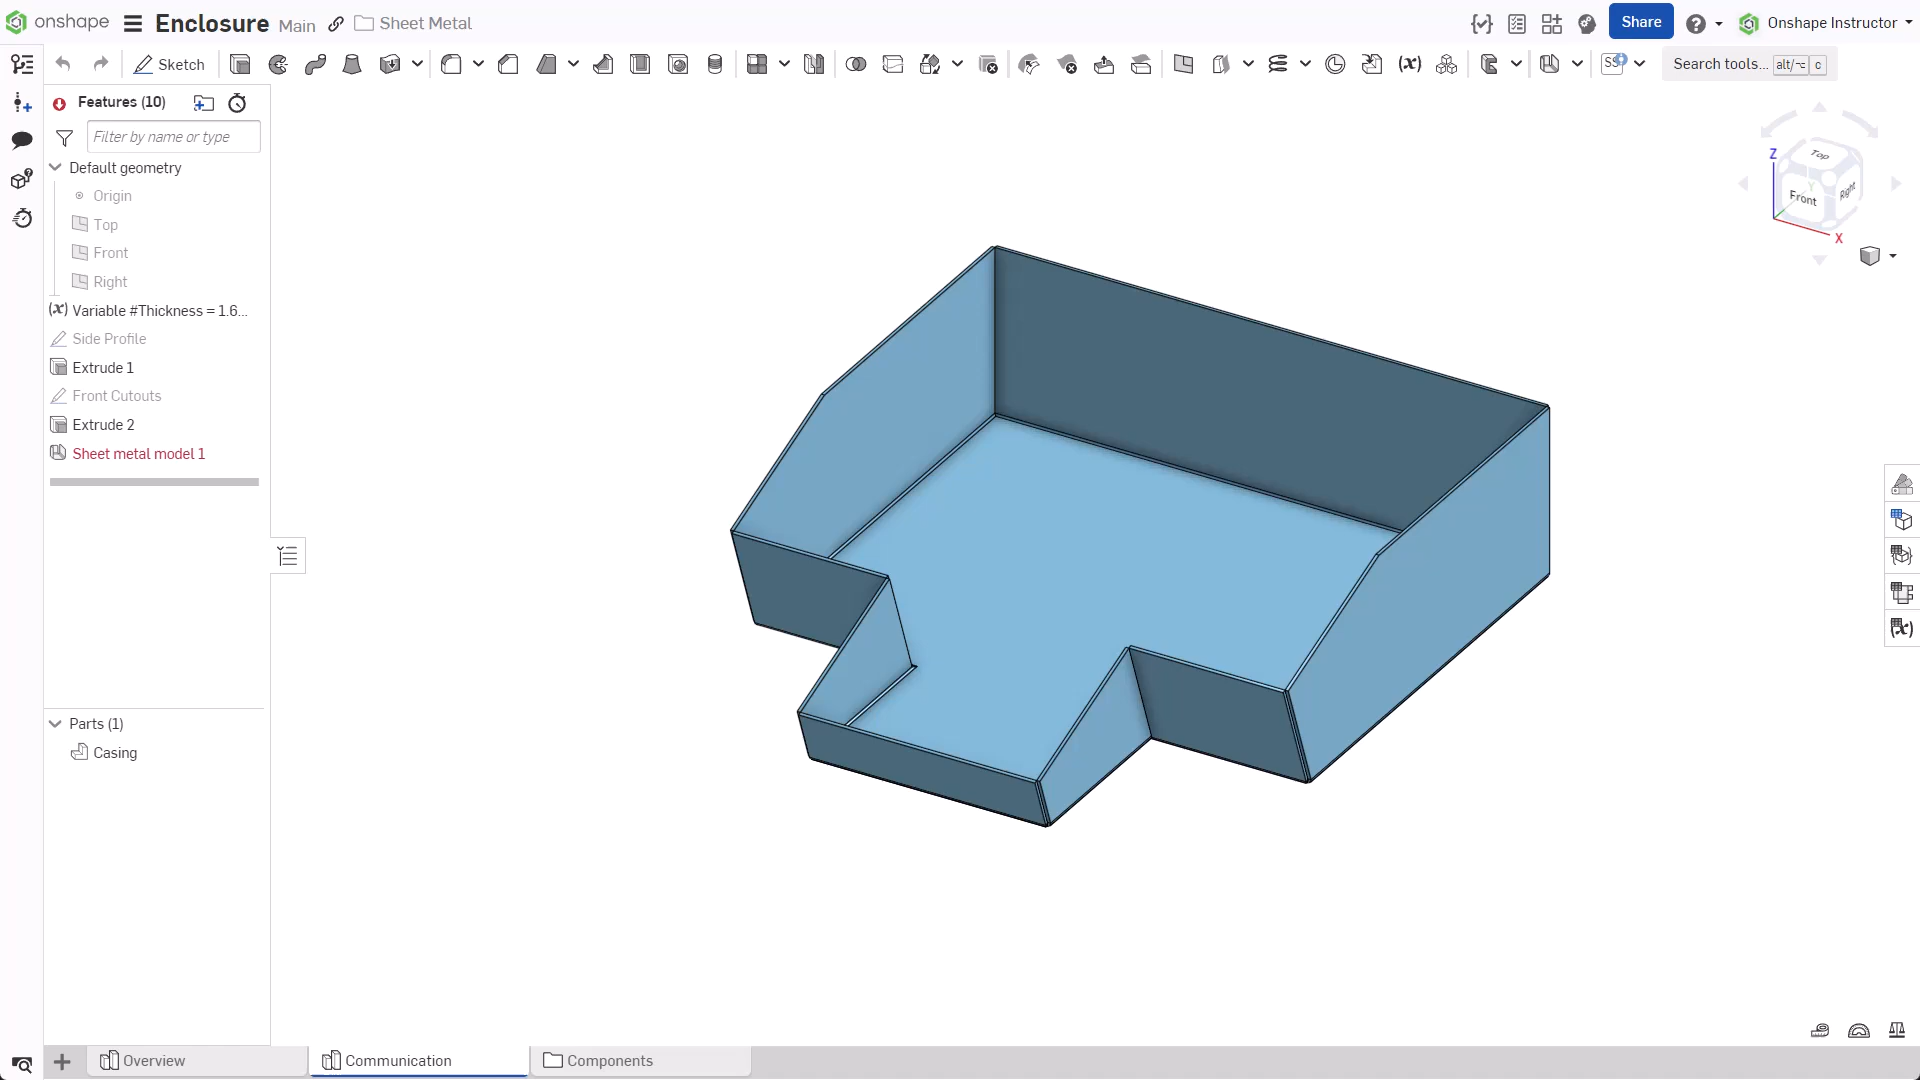 onshape Enclosure Main Sheet Metal Share Onshape Instructor
Sketch Search tools... alt/⌥ c
Features (10)
Filter by name or type
Default geometry
Origin
Top
Front
Right
(x) Variable #Thickness = 1.6...
Side Profile
Extrude 1
Front Cutouts
Extrude 2
Sheet metal model 1
Parts (1)
Casing
Z
Top
Y
Front
Right
X
Overview Communication Components